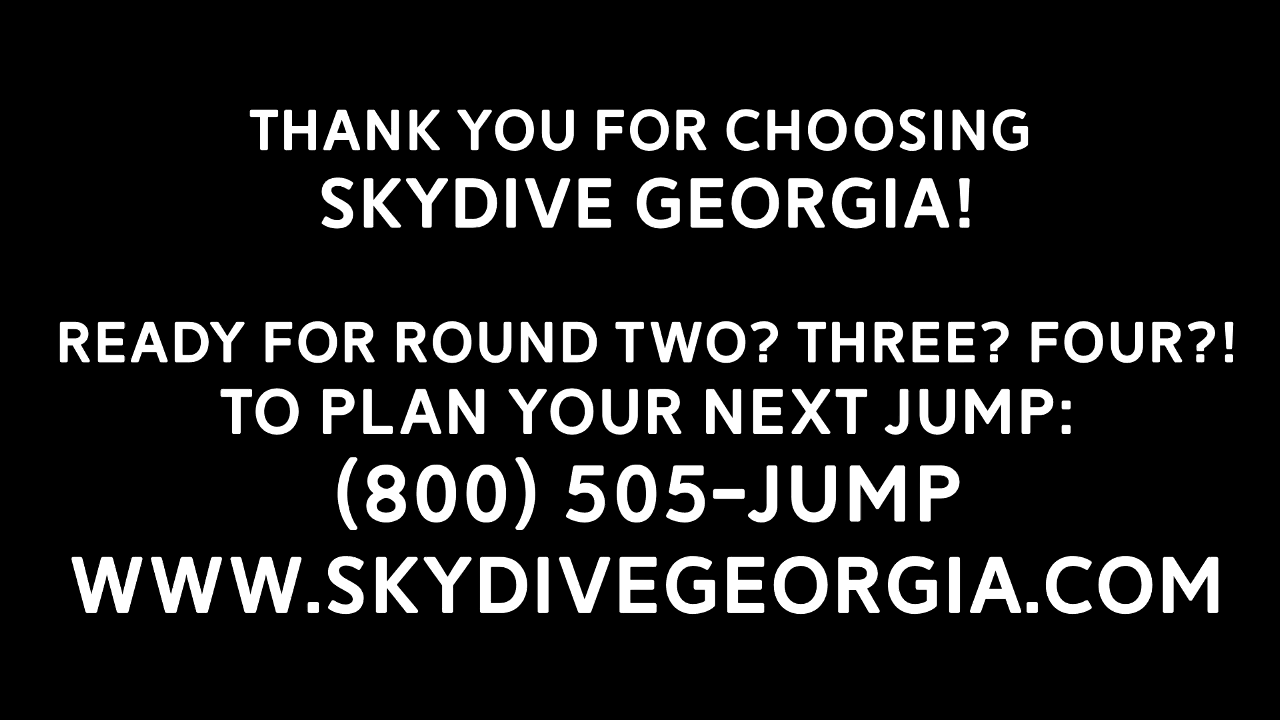 THANK YOU FOR CHOOSING
SKYDIVE GEORGIA!
READY FOR ROUND TWO? THREE? FOUR?!
TO PLAN YOUR NEXT JUMP:
(800) 505-JUMP
WWW.SKYDIVEGEORGIA.COM